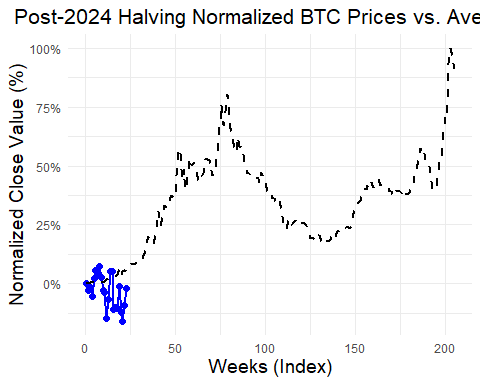 Post-2024 Halving Normalized BTC Prices vs. Ave
Normalized Close Value (%)
100%
75%
50%
25%
0%
0 50 100 150 200
Weeks (Index)